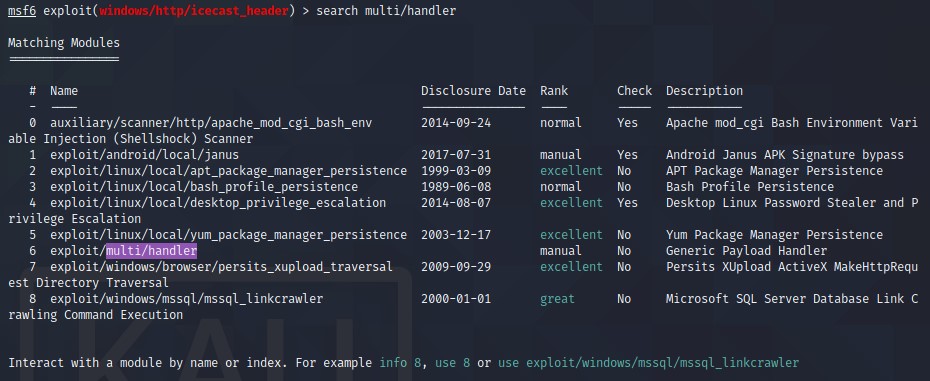 msf6 exploit(windows/http/icecast_header) > search multi/handler
Matching Modules
================
# Name Disclosure Date Rank Check Description
- ---- --------------- ---- ----- -----------
0 auxiliary/scanner/http/apache_mod_cgi_bash_env 2014-09-24 normal Yes Apache mod_cgi Bash Environment Vari
able Injection (Shellshock) Scanner
1 exploit/android/local/janus 2017-07-31 manual Yes Android Janus APK Signature bypass
2 exploit/linux/local/apt_package_manager_persistence 1999-03-09 excellent No APT Package Manager Persistence
3 exploit/linux/local/bash_profile_persistence 1989-06-08 normal No Bash Profile Persistence
4 exploit/linux/local/desktop_privilege_escalation 2014-08-07 excellent Yes Desktop Linux Password Stealer and P
rivilege Escalation
5 exploit/linux/local/yum_package_manager_persistence 2003-12-17 excellent No Yum Package Manager Persistence
6 exploit/multi/handler manual No Generic Payload Handler
7 exploit/windows/browser/persits_xupload_traversal 2009-09-29 excellent No Persits XUpload ActiveX MakeHttpRequ
est Directory Traversal
8 exploit/windows/mssql/mssql_linkcrawler 2000-01-01 great No Microsoft SQL Server Database Link C
rawling Command Execution
Interact with a module by name or index. For example info 8, use 8 or use exploit/windows/mssql/mssql_linkcrawler
KALI